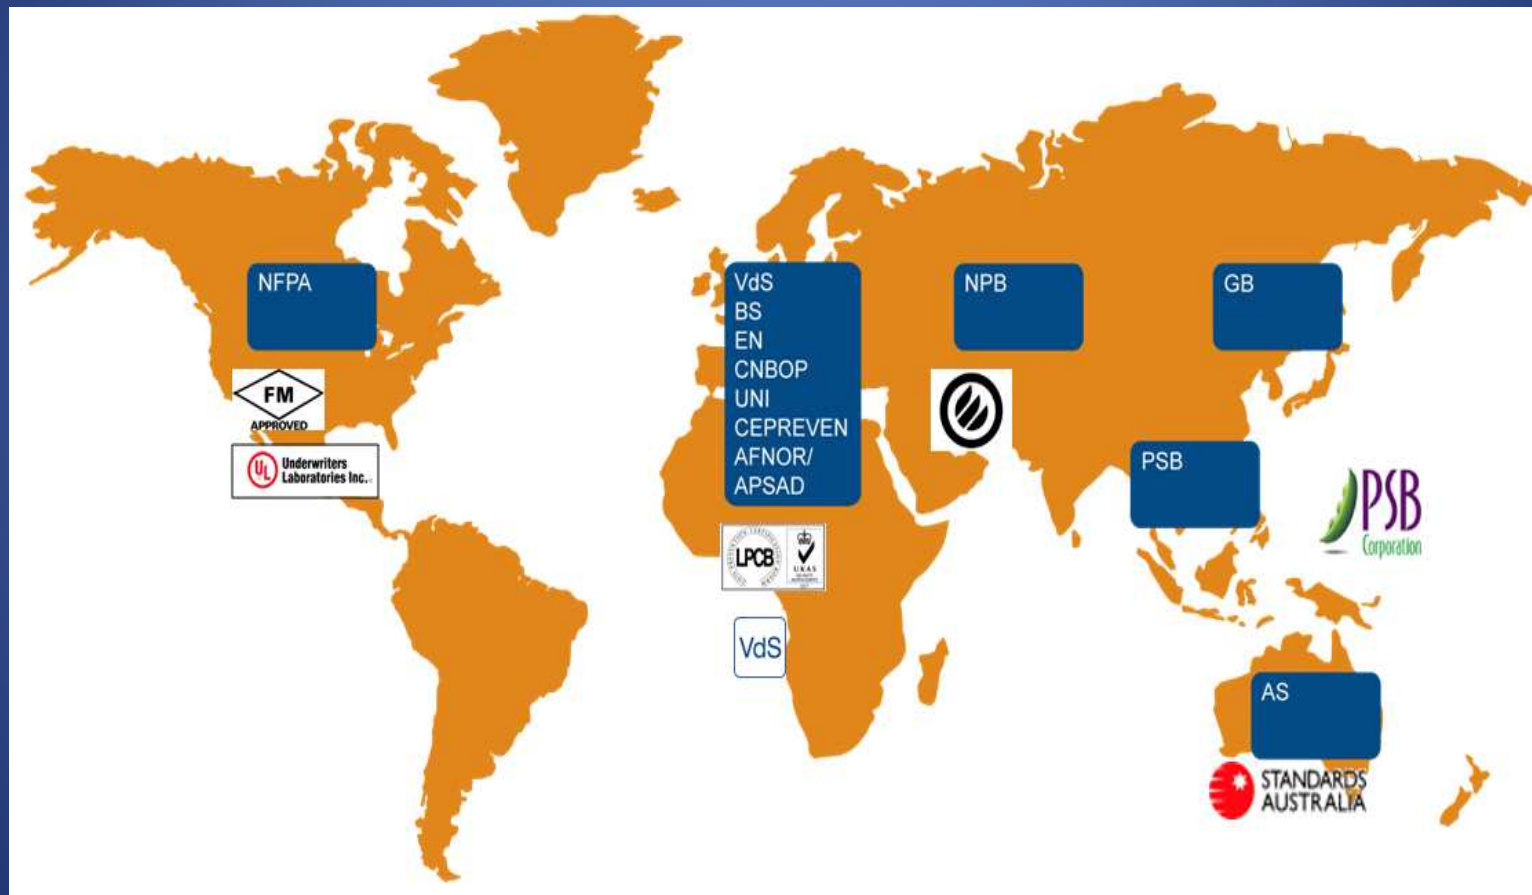 NFPA
FM
APPROVED
UL
Underwriters
Laboratories Inc.
VdS
BS
EN
CNBOP
UNI
CEPREVEN
AFNOR/
APSAD
LPCB
UKAS
VdS
NPB
GB
PSB
PSB
Corporation
AS
STANDARDS
AUSTRALIA